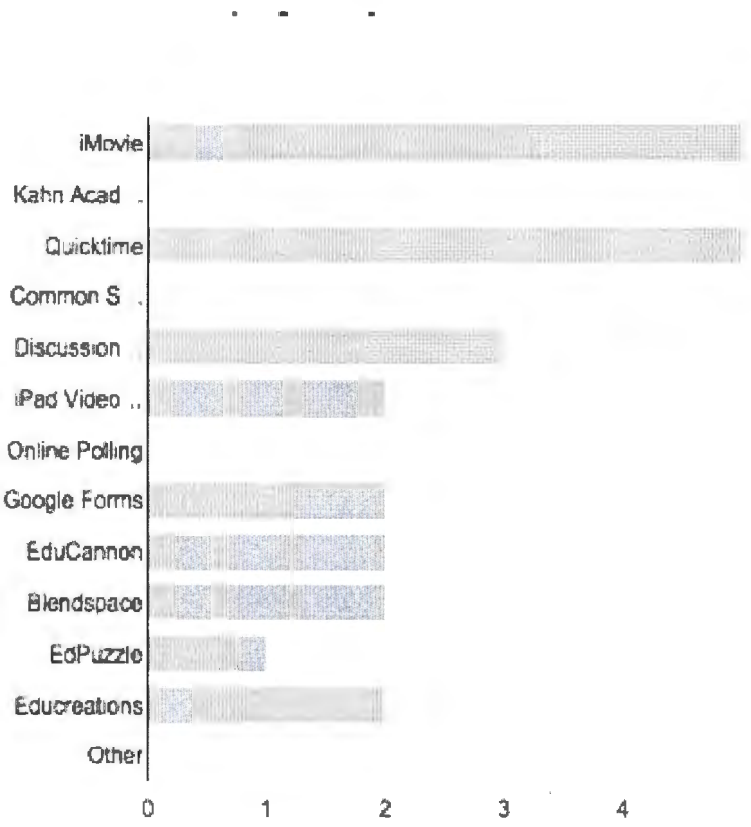 iMovie
Kahn Acad ..
Quicktime
Common S ..
Discussion ..
iPad Video ..
Online Polling
Google Forms
EduCannon
Blendspace
EdPuzzle
Educreations
Other
0 1 2 3 4